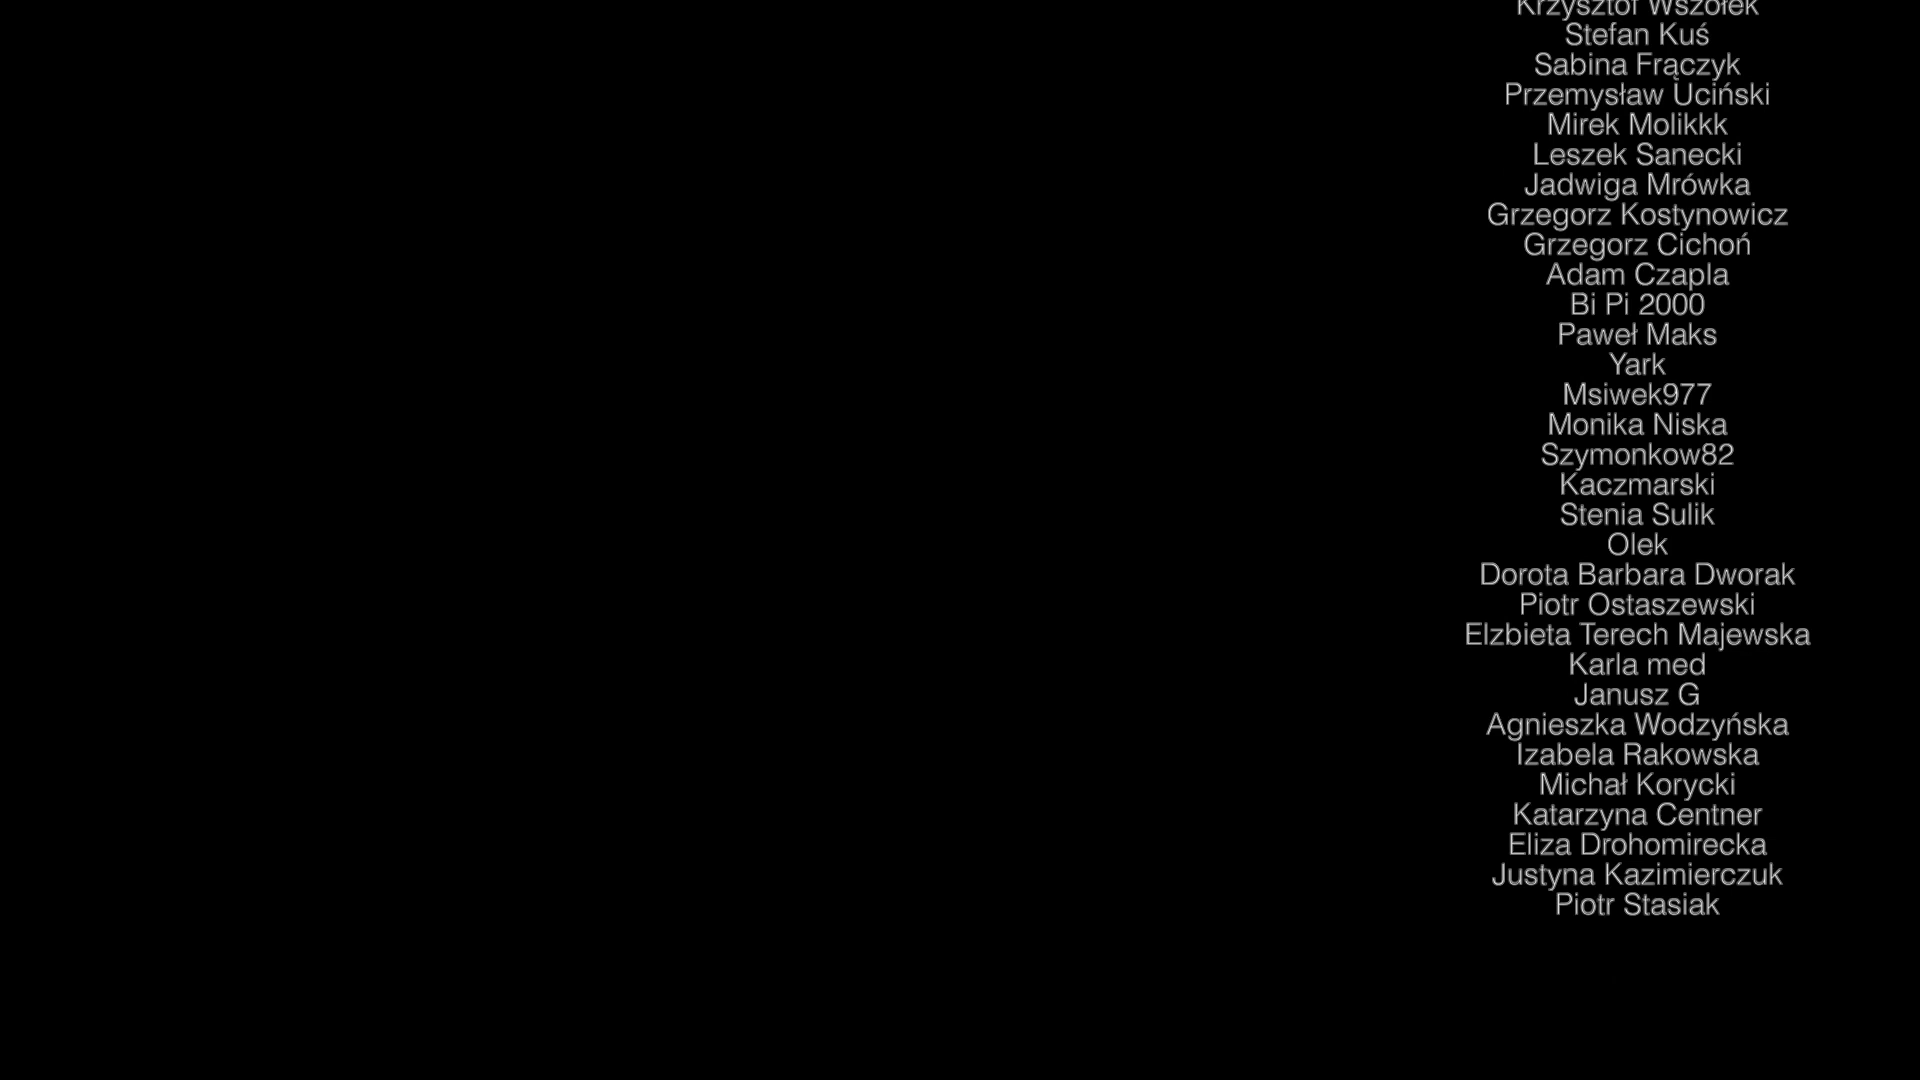 Krzysztof Wszołek
Stefan Kuś
Sabina Frączyk
Przemysław Uciński
Mirek Molikkk
Leszek Sanecki
Jadwiga Mrówka
Grzegorz Kostynowicz
Grzegorz Cichoń
Adam Czapla
Bi Pi 2000
Paweł Maks
Yark
Msiwek977
Monika Niska
Szymonkow82
Kaczmarski
Stenia Sulik
Olek
Dorota Barbara Dworak
Piotr Ostaszewski
Elzbieta Terech Majewska
Karla med
Janusz G
Agnieszka Wodzyńska
Izabela Rakowska
Michał Korycki
Katarzyna Centner
Eliza Drohomirecka
Justyna Kazimierczuk
Piotr Stasiak